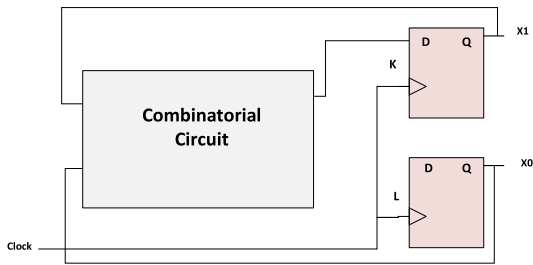 X1
D Q
K
Combinatorial
Circuit
D Q
X0
L
Clock